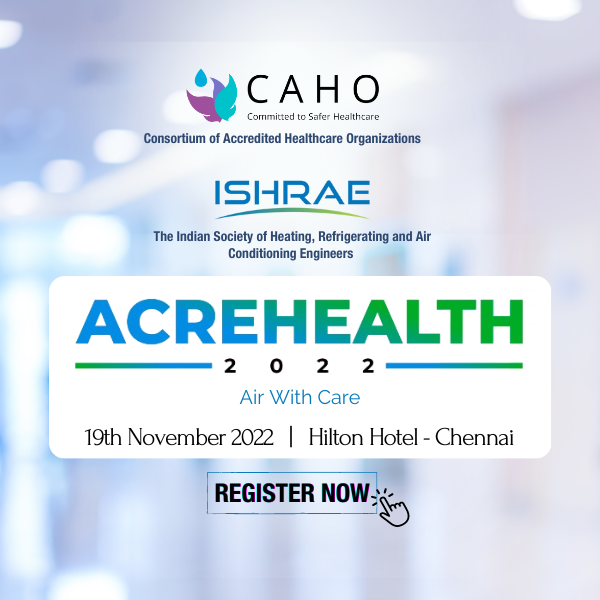 CAHO
Committed to Safer Healthcare
Consortium of Accredited Healthcare Organizations
ISHRAE
The Indian Society of Heating, Refrigerating and Air
Conditioning Engineers
ACREHEALTH
2022
Air With Care
19th November 2022 | Hilton Hotel - Chennai
REGISTER NOW